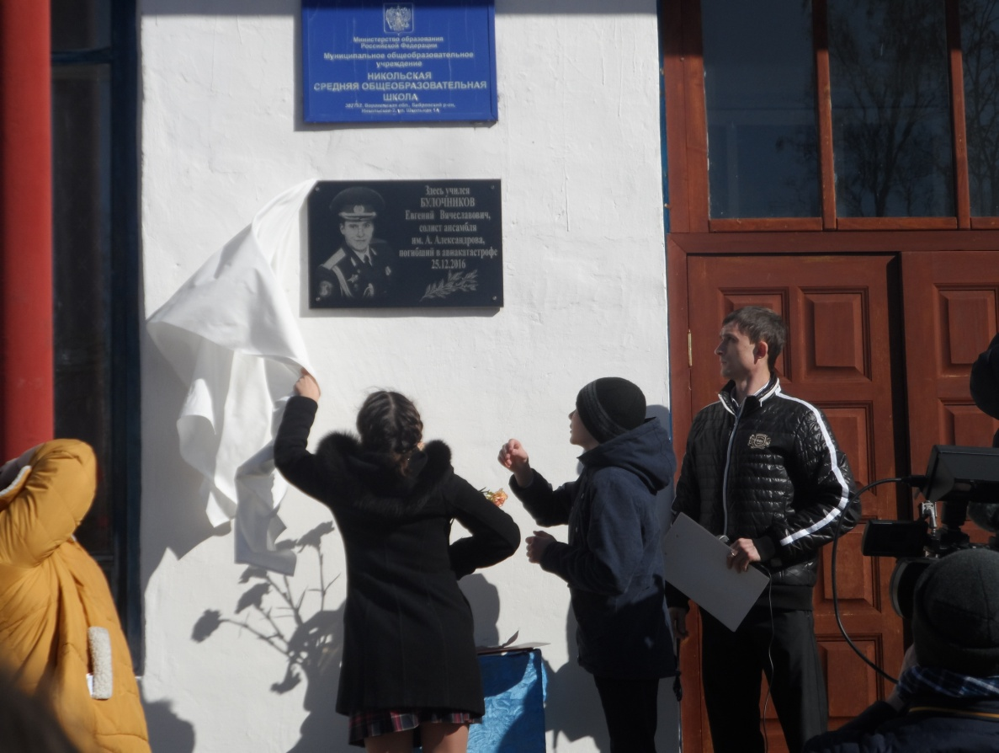 Министерство образования
Российской Федерации
Муниципальное общеобразовательное
учреждение
НИКОЛЬСКАЯ
СРЕДНЯЯ ОБЩЕОБРАЗОВАТЕЛЬНАЯ
ШКОЛА
Здесь учился
БУЛОЧНИКОВ
Евгений Вячеславович,
солист ансамбля
им. А. Александрова,
погибший в авиакатастрофе
25.12.2016